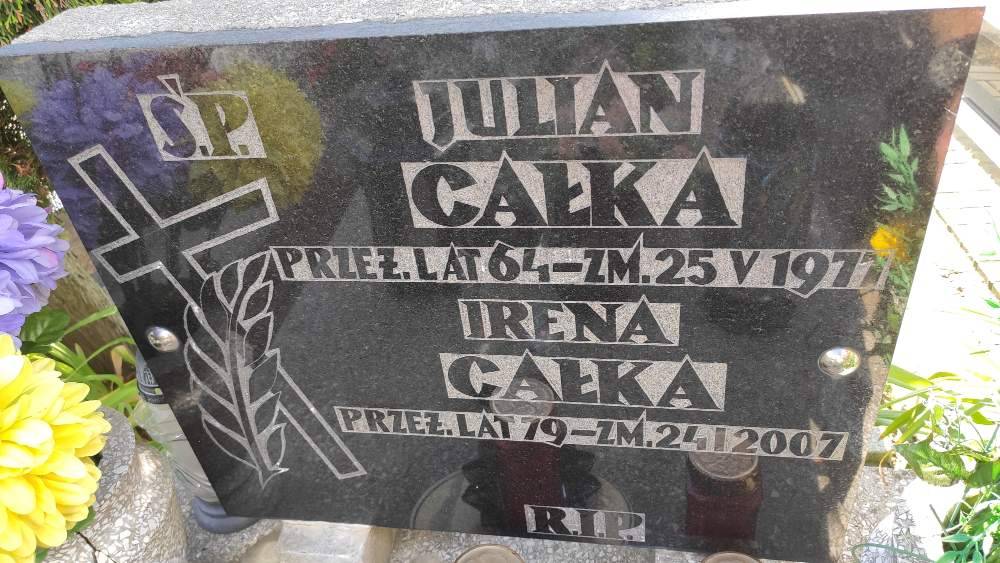 Ś.P.
JULIAN
CAŁKA
PRZEŻ. LAT 64 – ZM. 25 V 1977
IRENA
CAŁKA
PRZEŻ. LAT 79 – ZM. 24 I 2007
R.I.P.